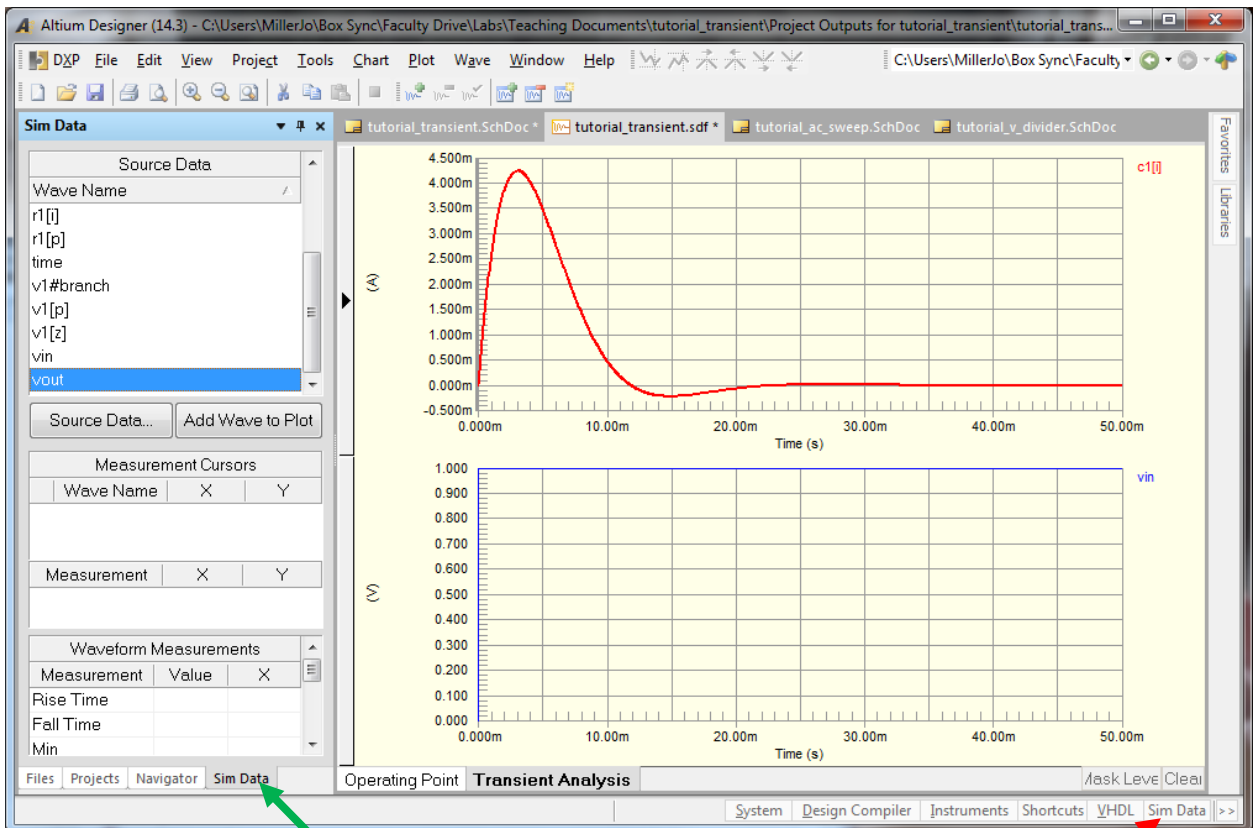 Altium Designer (14.3) - C:\Users\MillerJo\Box Sync\Faculty Drive\Labs\Teaching Documents\tutorial_transient\Project Outputs for tutorial_transient\tutorial_trans...
DXP File Edit View Project Tools Chart Plot Wave Window Help C:\Users\MillerJo\Box Sync\Faculty
Sim Data
tutorial_transient.SchDoc * tutorial_transient.sdf * tutorial_ac_sweep.SchDoc tutorial_v_divider.SchDoc
Favorites
Libraries
Source Data
Wave Name
r1[i]
r1[p]
time
v1#branch
v1[p]
v1[z]
vin
vout
Source Data... Add Wave to Plot
Measurement Cursors
Wave Name X Y
Measurement X Y
Waveform Measurements
Measurement Value X
Rise Time
Fall Time
Min
Files Projects Navigator Sim Data
c1[i]
4.500m
4.000m
3.500m
3.000m
2.500m
2.000m
1.500m
1.000m
0.500m
0.000m
-0.500m
(A)
0.000m 10.00m 20.00m 30.00m 40.00m 50.00m
Time (s)
vin
1.000
0.900
0.800
0.700
0.600
0.500
0.400
0.300
0.200
0.100
0.000
(V)
0.000m 10.00m 20.00m 30.00m 40.00m 50.00m
Time (s)
Operating Point Transient Analysis Leve Clea
System Design Compiler Instruments Shortcuts VHDL Sim Data >>